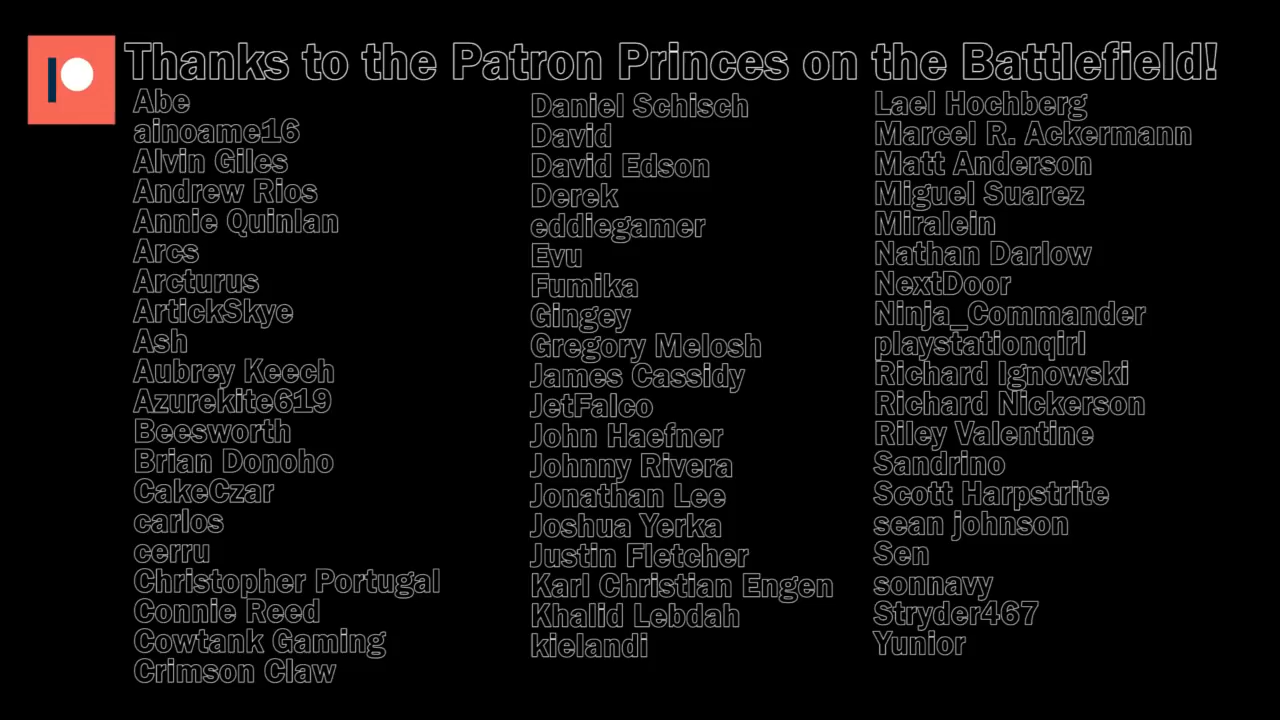 Thanks to the Patron Princes on the Battlefield!
Abe
ainoame16
Alvin Giles
Andrew Rios
Annie Quinlan
Arcs
Arcturus
ArtickSkye
Ash
Aubrey Keech
Azurekite619
Beesworth
Brian Donoho
CakeCzar
carlos
cerru
Christopher Portugal
Connie Reed
Cowtank Gaming
Crimson Claw
Daniel Schisch
David
David Edson
Derek
eddiegamer
Evu
Fumika
Gingey
Gregory Melosh
James Cassidy
JetFalco
John Haefner
Johnny Rivera
Jonathan Lee
Joshua Yerka
Justin Fletcher
Karl Christian Engen
Khalid Lebdah
kielandi
Lael Hochberg
Marcel R. Ackermann
Matt Anderson
Miguel Suarez
Miralein
Nathan Darlow
NextDoor
Ninja_Commander
playstationqirl
Richard Ignowski
Richard Nickerson
Riley Valentine
Sandrino
Scott Harpstrite
sean johnson
Sen
sonnavy
Stryder467
Yunior